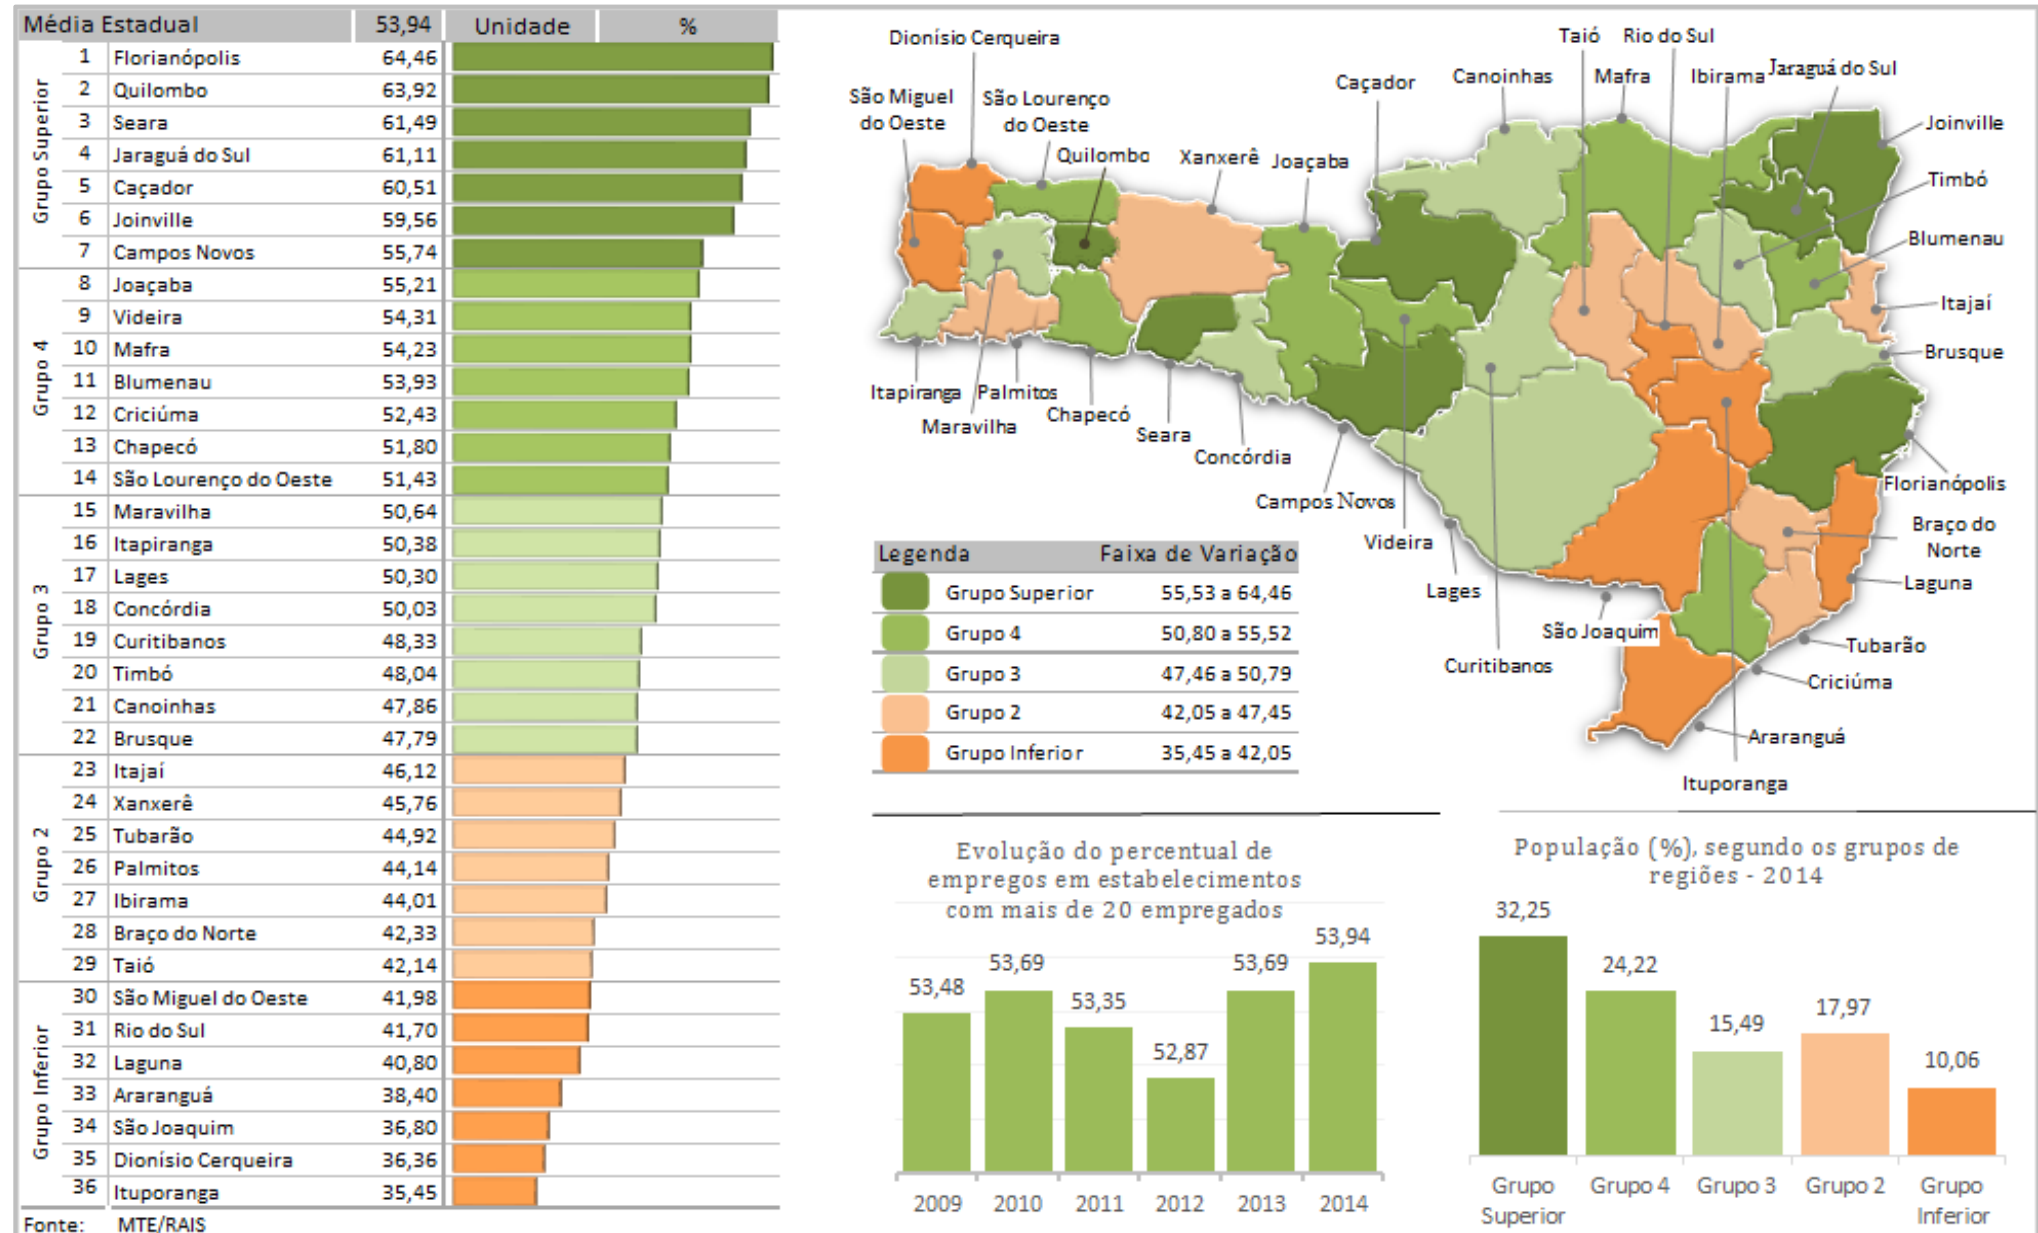 Média Estadual 53,94 Unidade %
Grupo Superior
1 Florianópolis 64,46
2 Quilombo 63,92
3 Seara 61,49
4 Jaraguá do Sul 61,11
5 Caçador 60,51
6 Joinville 59,56
7 Campos Novos 55,74
Grupo 4
8 Joaçaba 55,21
9 Videira 54,31
10 Mafra 54,23
11 Blumenau 53,93
12 Criciúma 52,43
13 Chapecó 51,80
14 São Lourenço do Oeste 51,43
Grupo 3
15 Maravilha 50,64
16 Itapiranga 50,38
17 Lages 50,30
18 Concórdia 50,03
19 Curitibanos 48,33
20 Timbó 48,04
21 Canoinhas 47,86
22 Brusque 47,79
Grupo 2
23 Itajaí 46,12
24 Xanxerê 45,76
25 Tubarão 44,92
26 Palmitos 44,14
27 Ibirama 44,01
28 Braço do Norte 42,33
29 Taió 42,14
Grupo Inferior
30 São Miguel do Oeste 41,98
31 Rio do Sul 41,70
32 Laguna 40,80
33 Araranguá 38,40
34 São Joaquim 36,80
35 Dionísio Cerqueira 36,36
36 Ituporanga 35,45
Fonte: MTE/RAIS
Dionísio Cerqueira
São Miguel
do Oeste
São Lourenço
do Oeste
Quilombo
Xanxerê
Joaçaba
Caçador
Canoinhas
Taió
Rio do Sul
Mafra
Ibirama
Jaraguá do Sul
Joinville
Timbó
Blumenau
Itajaí
Brusque
Florianópolis
Braço do
Norte
Laguna
Tubarão
Criciúma
Araranguá
Ituporanga
São Joaquim
Curitibanos
Lages
Videira
Campos Novos
Concórdia
Seara
Chapecó
Palmitos
Maravilha
Itapiranga
Legenda Faixa de Variação
Grupo Superior 55,53 a 64,46
Grupo 4 50,80 a 55,52
Grupo 3 47,46 a 50,79
Grupo 2 42,05 a 47,45
Grupo Inferior 35,45 a 42,05
Evolução do percentual de
empregos em estabelecimentos
com mais de 20 empregados
53,48 53,69 53,35 52,87 53,69 53,94
2009 2010 2011 2012 2013 2014
População (%), segundo os grupos de
regiões - 2014
32,25 24,22 15,49 17,97 10,06
Grupo Superior
Grupo 4
Grupo 3
Grupo 2
Grupo Inferior